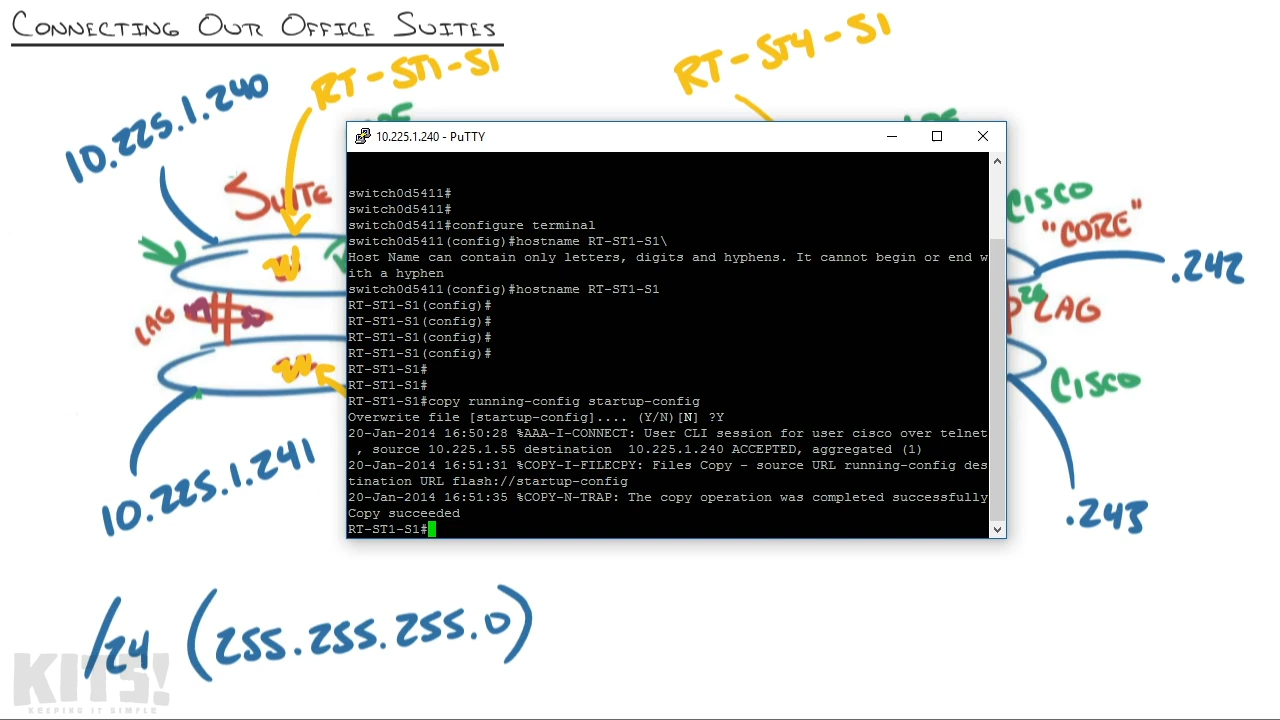 CONNECTING OUR OFFICE SUITES
10.225.1.240
RT-ST1-S1
RT-ST4-S1
SUITE
CISCO
"CORE"
.242
LAG
LAG
CISCO
10.225.1.241
.243
/24 (255.255.255.0)
10.225.1.240 - PuTTY
switch0d5411#
switch0d5411#
switch0d5411#configure terminal
switch0d5411(config)#hostname RT-ST1-S1\
Host Name can contain only letters, digits and hyphens. It cannot begin or end w
ith a hyphen
switch0d5411(config)#hostname RT-ST1-S1
RT-ST1-S1(config)#
RT-ST1-S1(config)#
RT-ST1-S1(config)#
RT-ST1-S1(config)#
RT-ST1-S1#
RT-ST1-S1#
RT-ST1-S1#copy running-config startup-config
Overwrite file [startup-config].... (Y/N)[N] ?Y
20-Jan-2014 16:50:28 %AAA-I-CONNECT: User CLI session for user cisco over telnet
, source 10.225.1.55 destination  10.225.1.240 ACCEPTED, aggregated (1)
20-Jan-2014 16:51:31 %COPY-I-FILECPY: Files Copy - source URL running-config des
tination URL flash://startup-config
20-Jan-2014 16:51:35 %COPY-N-TRAP: The copy operation was completed successfully
Copy succeeded
RT-ST1-S1#
KITS!
KEEPING IT SIMPLE